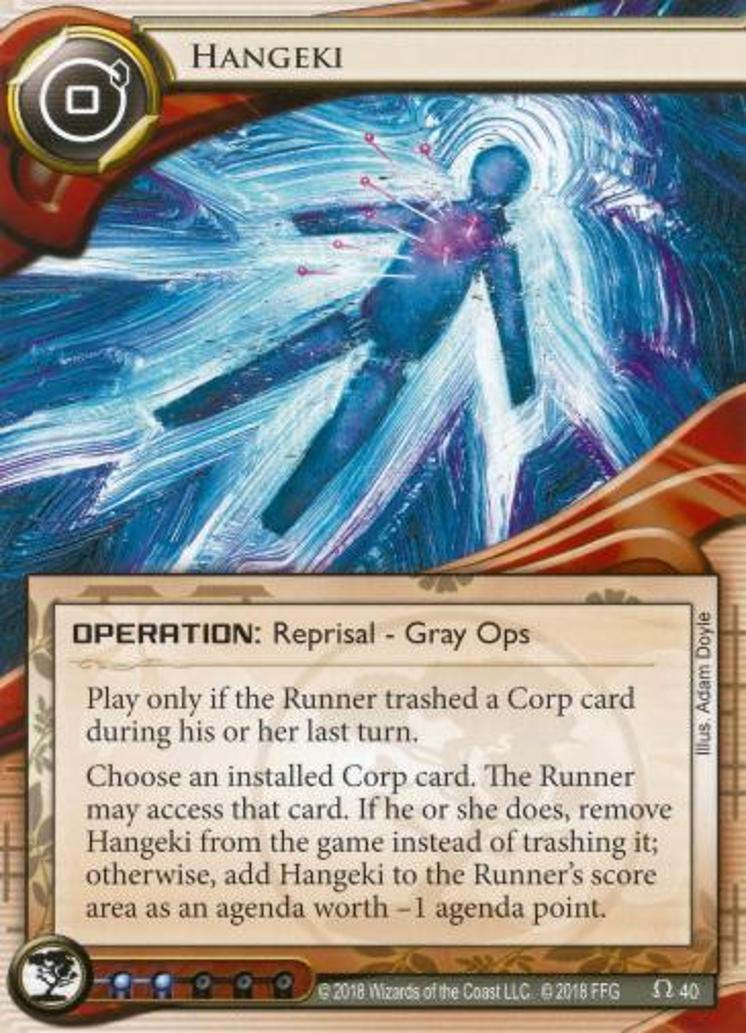 HANGEKI
OPERATION: Reprisal - Gray Ops
Play only if the Runner trashed a Corp card
during his or her last turn.
Choose an installed Corp card. The Runner
may access that card. If he or she does, remove
Hangeki from the game instead of trashing it;
otherwise, add Hangeki to the Runner's score
area as an agenda worth –1 agenda point.
Illus. Adam Doyle
© 2018 Wizards of the Coast LLC. © 2018 FFG Ω 40